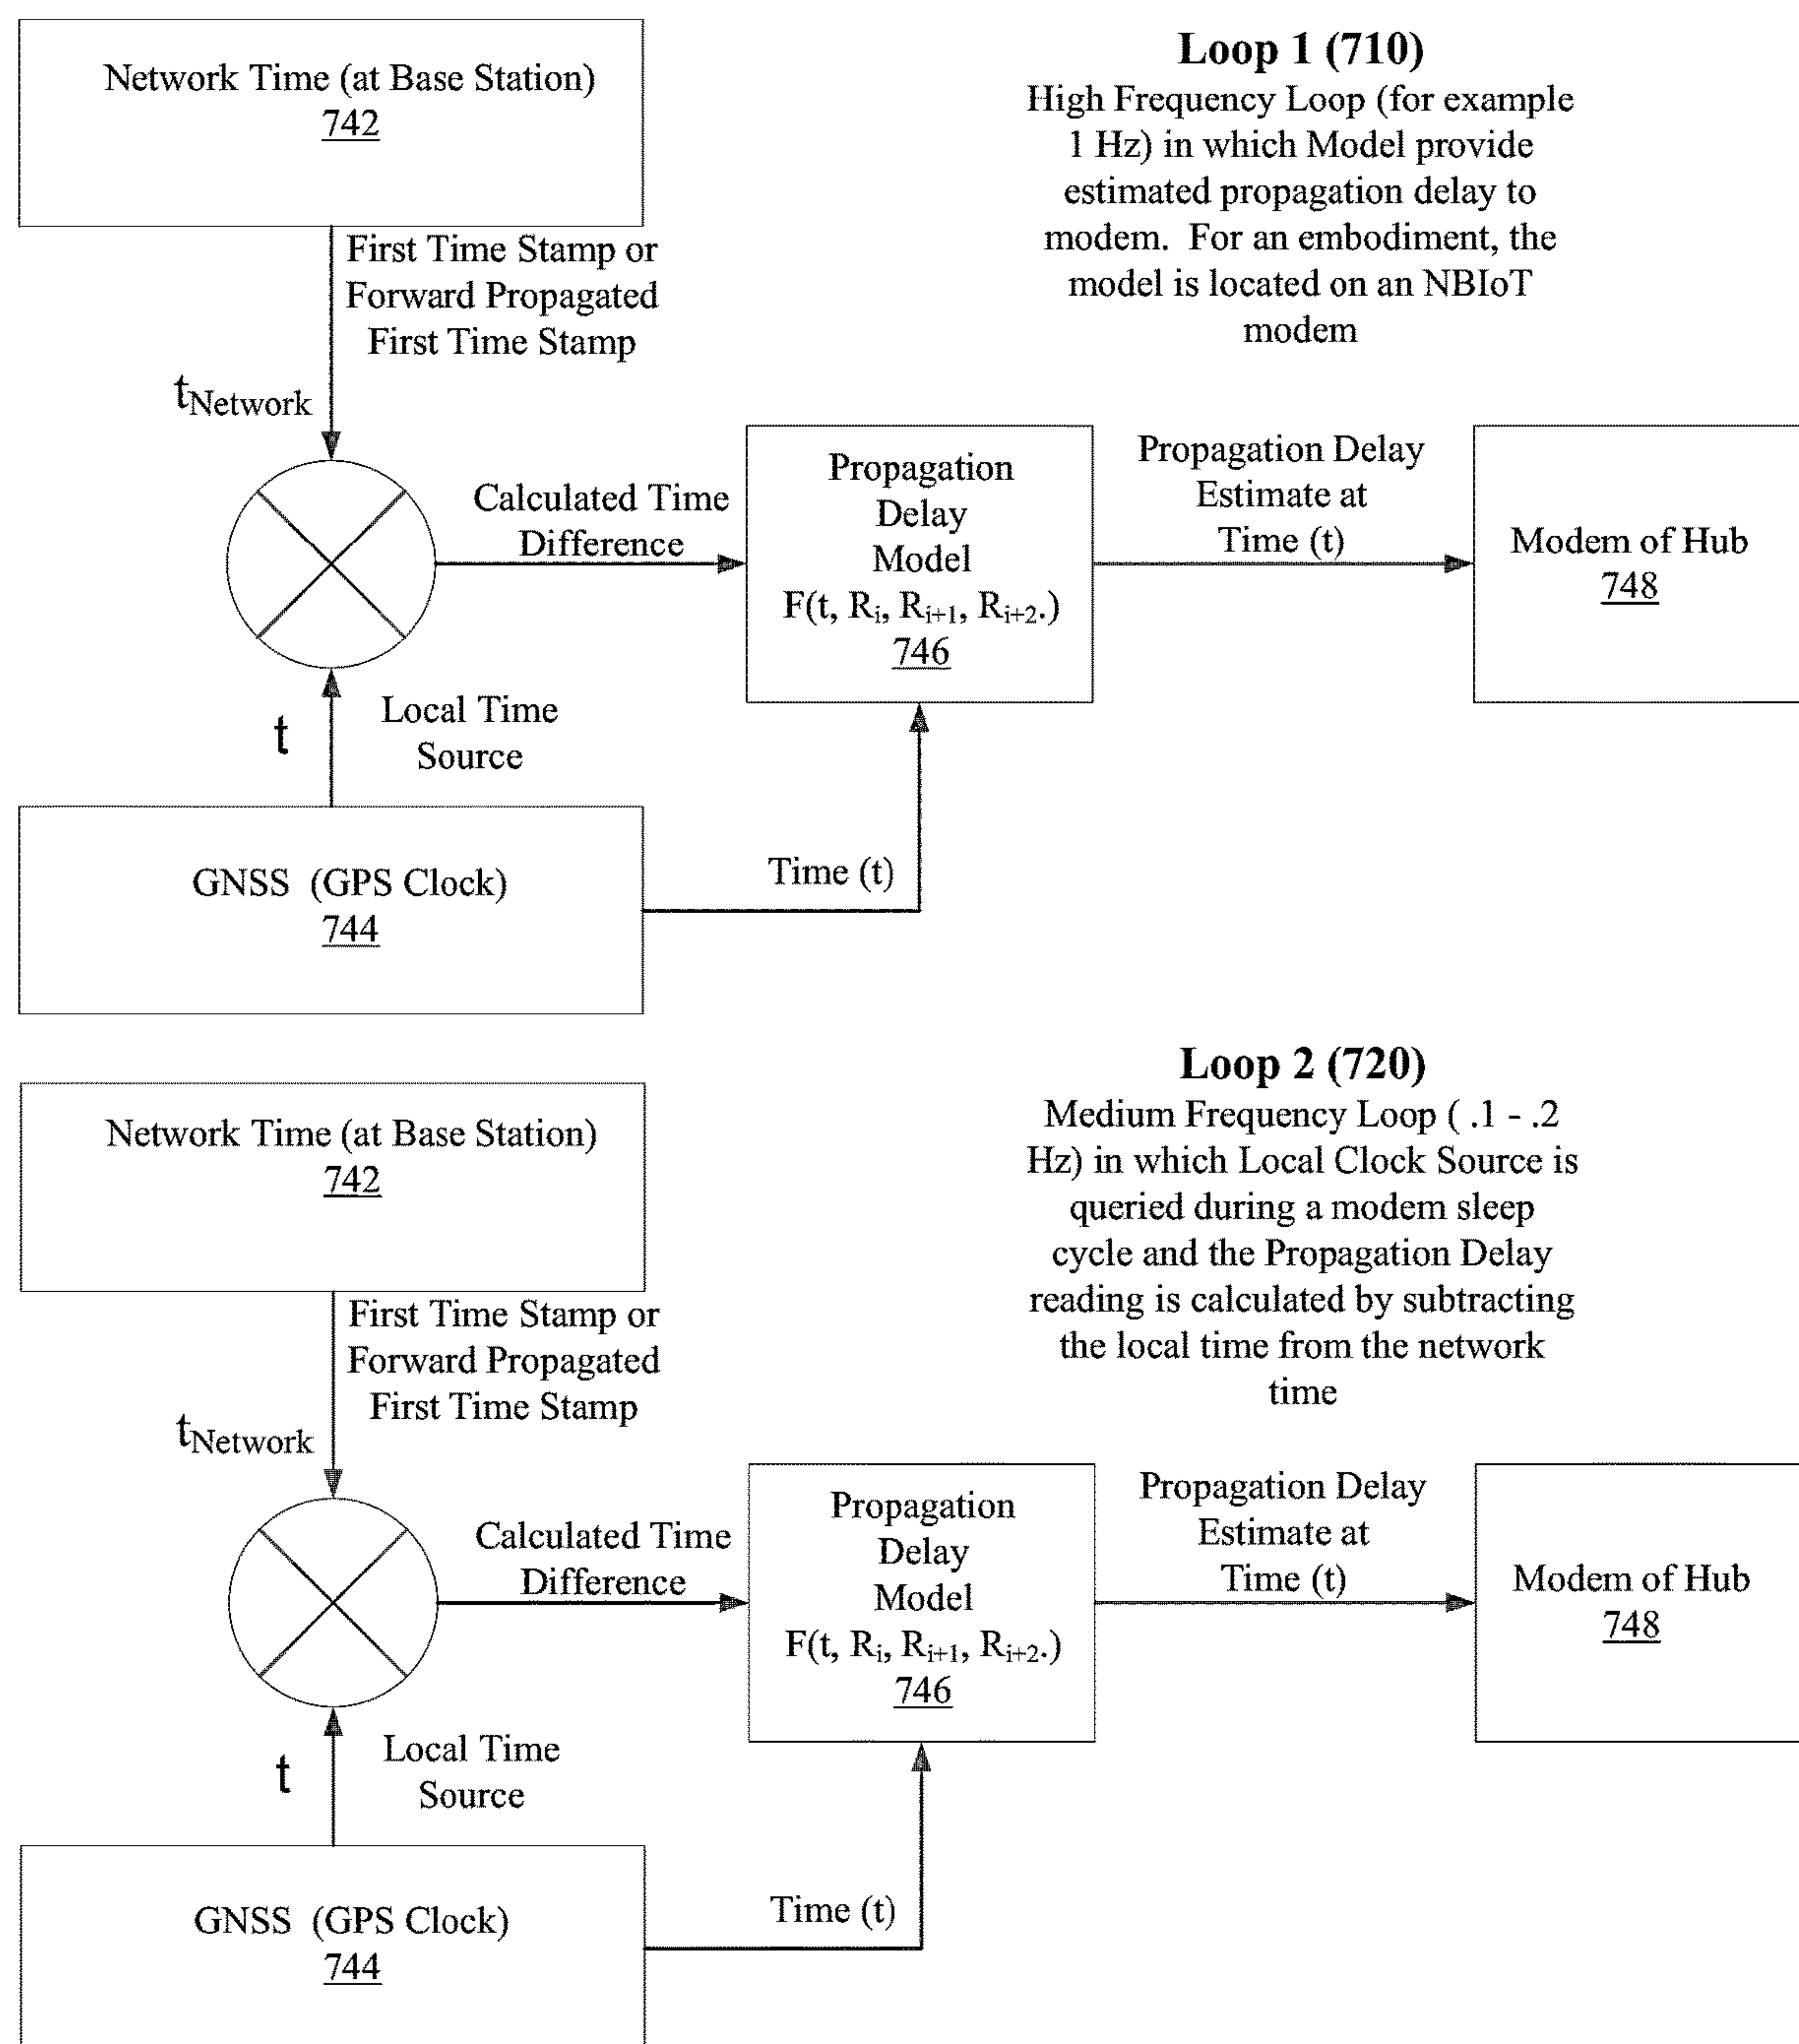 Network Time (at Base Station)
742
Loop 1 (710)
High Frequency Loop (for example
1 Hz) in which Model provide
estimated propagation delay to
modem. For an embodiment, the
model is located on an NBIoT
modem
First Time Stamp or
Forward Propagated
First Time Stamp
tNetwork
Calculated Time
Difference
Propagation
Delay
Model
F(t, Ri, Ri+1, Ri+2.)
746
Propagation Delay
Estimate at
Time (t)
Modem of Hub
748
t
Local Time
Source
GNSS (GPS Clock)
744
Time (t)
Network Time (at Base Station)
742
Loop 2 (720)
Medium Frequency Loop ( .1 - .2
Hz) in which Local Clock Source is
queried during a modem sleep
cycle and the Propagation Delay
reading is calculated by subtracting
the local time from the network
time
First Time Stamp or
Forward Propagated
First Time Stamp
tNetwork
Calculated Time
Difference
Propagation
Delay
Model
F(t, Ri, Ri+1, Ri+2.)
746
Propagation Delay
Estimate at
Time (t)
Modem of Hub
748
t
Local Time
Source
GNSS (GPS Clock)
744
Time (t)